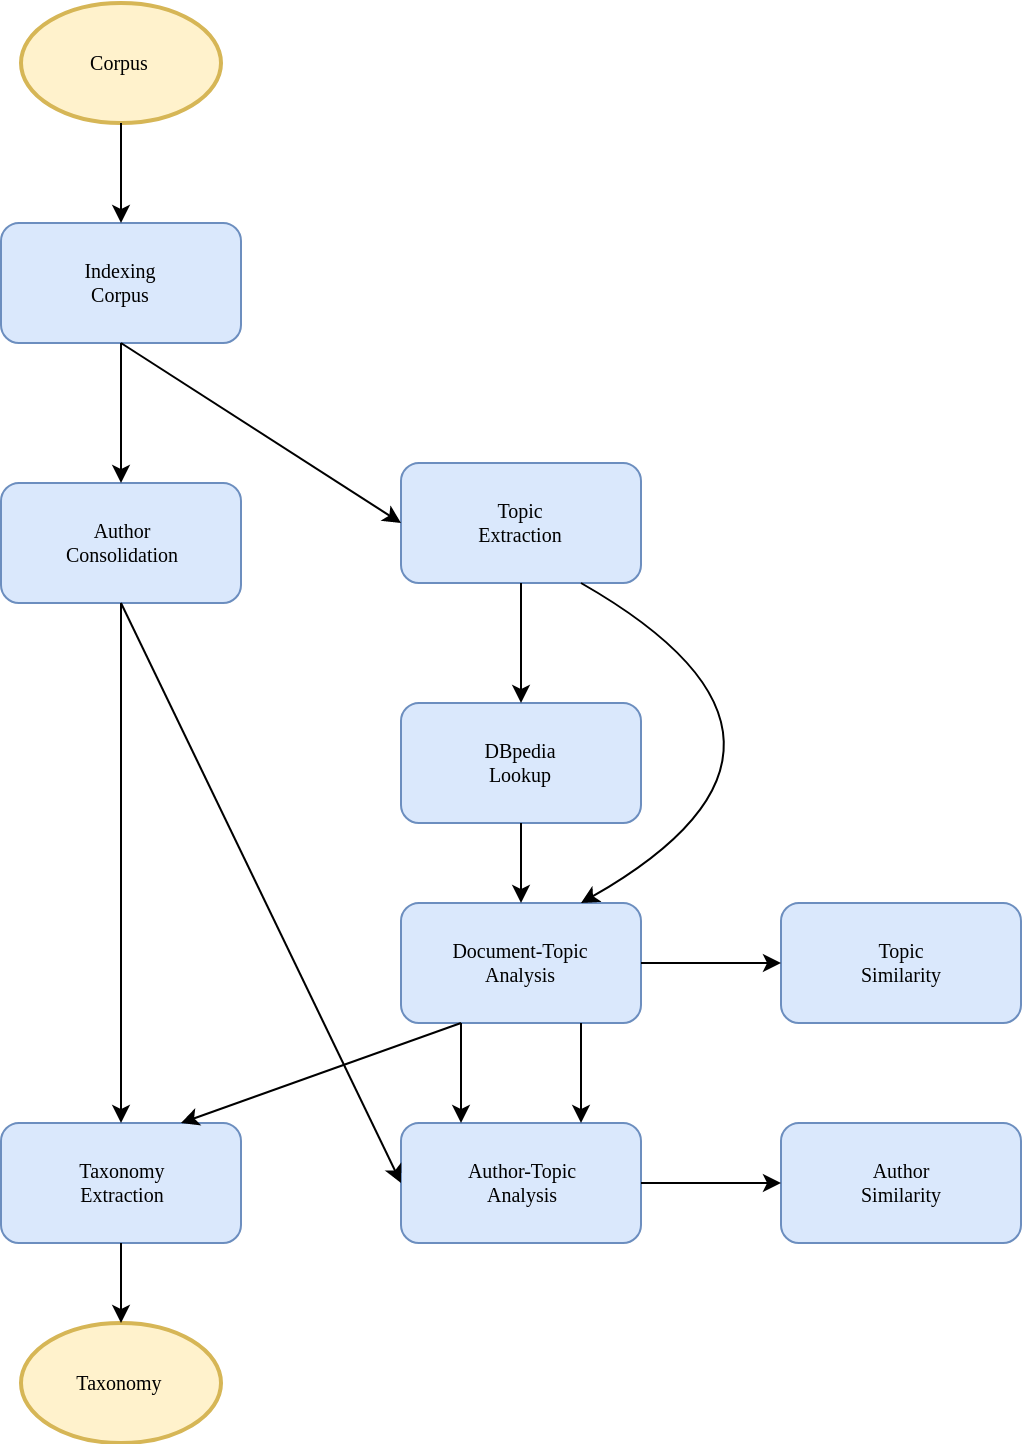 Corpus
Indexing
Corpus
Author
Consolidation
Topic
Extraction
DBpedia
Lookup
Document-Topic
Analysis
Topic
Similarity
Taxonomy
Extraction
Author-Topic
Analysis
Author
Similarity
Taxonomy